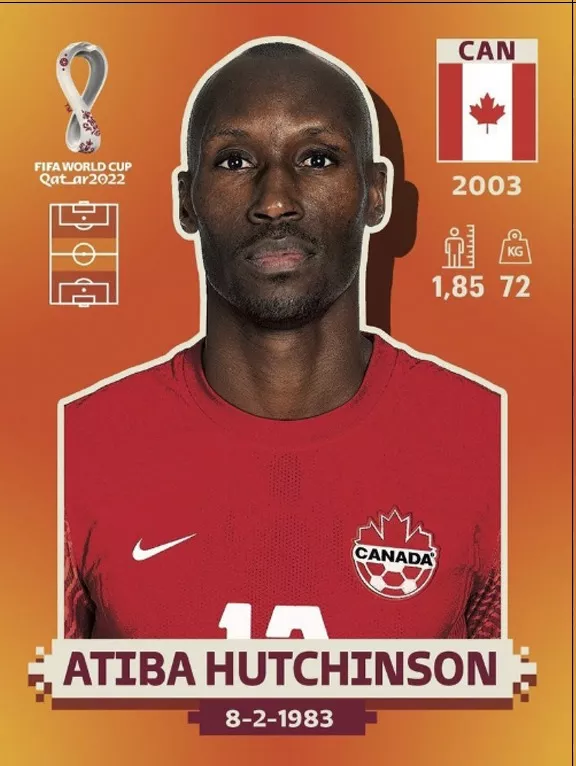 FIFA WORLD CUP
Qatar2022
CAN
2003
KG
1,85 72
CANADA
ATIBA HUTCHINSON
8-2-1983